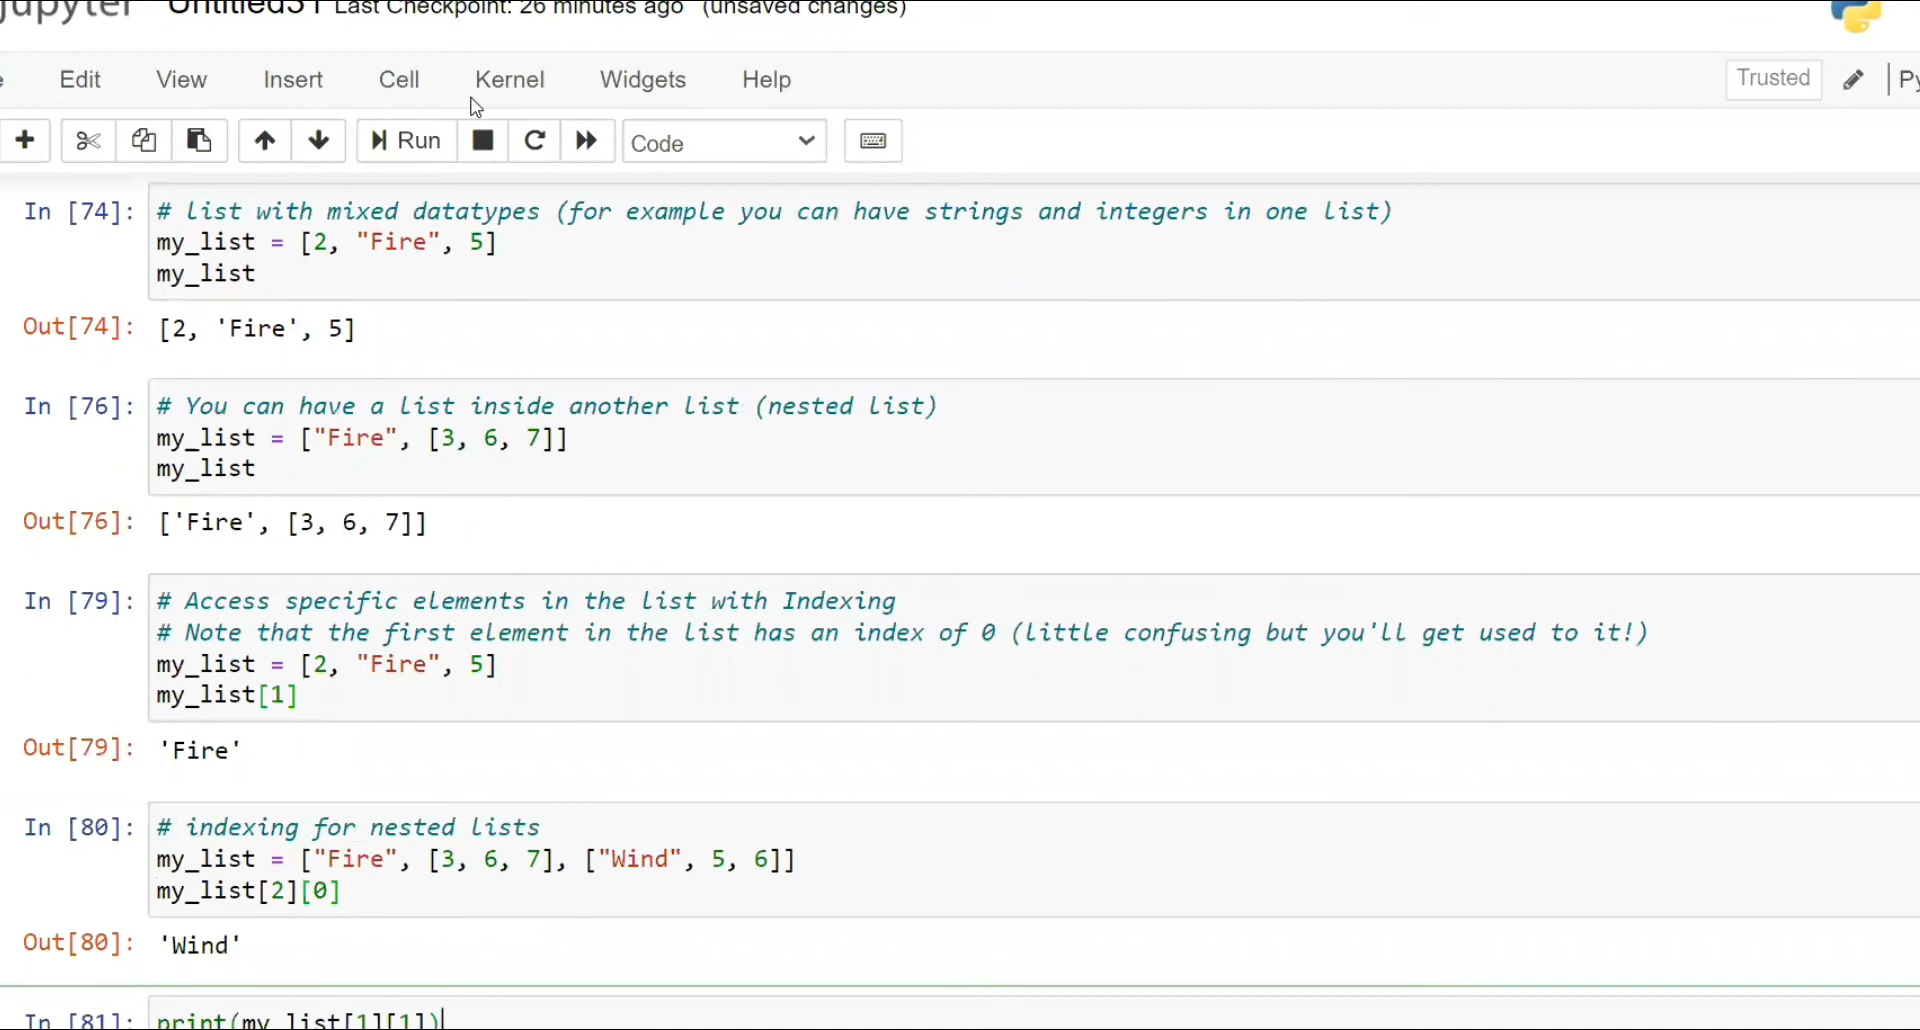 jupyter Untitled31 Last Checkpoint: 26 minutes ago (unsaved changes)
Edit View Insert Cell Kernel Widgets Help Trusted
Run Code
In [74]: # list with mixed datatypes (for example you can have strings and integers in one list)
my_list = [2, "Fire", 5]
my_list
Out[74]: [2, 'Fire', 5]
In [76]: # You can have a list inside another list (nested list)
my_list = ["Fire", [3, 6, 7]]
my_list
Out[76]: ['Fire', [3, 6, 7]]
In [79]: # Access specific elements in the list with Indexing
# Note that the first element in the list has an index of 0 (little confusing but you'll get used to it!)
my_list = [2, "Fire", 5]
my_list[1]
Out[79]: 'Fire'
In [80]: # indexing for nested lists
my_list = ["Fire", [3, 6, 7], ["Wind", 5, 6]]
my_list[2][0]
Out[80]: 'Wind'
In [81]: print(my_list[1][1])